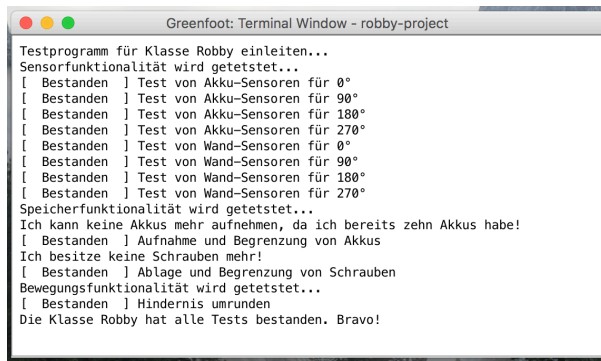 Greenfoot: Terminal Window - robby-project
Testprogramm für Klasse Robby einleiten...
Sensorfunktionalität wird getetstet...
[  Bestanden  ] Test von Akku-Sensoren für 0°
[  Bestanden  ] Test von Akku-Sensoren für 90°
[  Bestanden  ] Test von Akku-Sensoren für 180°
[  Bestanden  ] Test von Akku-Sensoren für 270°
[  Bestanden  ] Test von Wand-Sensoren für 0°
[  Bestanden  ] Test von Wand-Sensoren für 90°
[  Bestanden  ] Test von Wand-Sensoren für 180°
[  Bestanden  ] Test von Wand-Sensoren für 270°
Speicherfunktionalität wird getetstet...
Ich kann keine Akkus mehr aufnehmen, da ich bereits zehn Akkus habe!
[  Bestanden  ] Aufnahme und Begrenzung von Akkus
Ich besitze keine Schrauben mehr!
[  Bestanden  ] Ablage und Begrenzung von Schrauben
Bewegungsfunktionalität wird getetstet...
[  Bestanden  ] Hindernis umrunden
Die Klasse Robby hat alle Tests bestanden. Bravo!